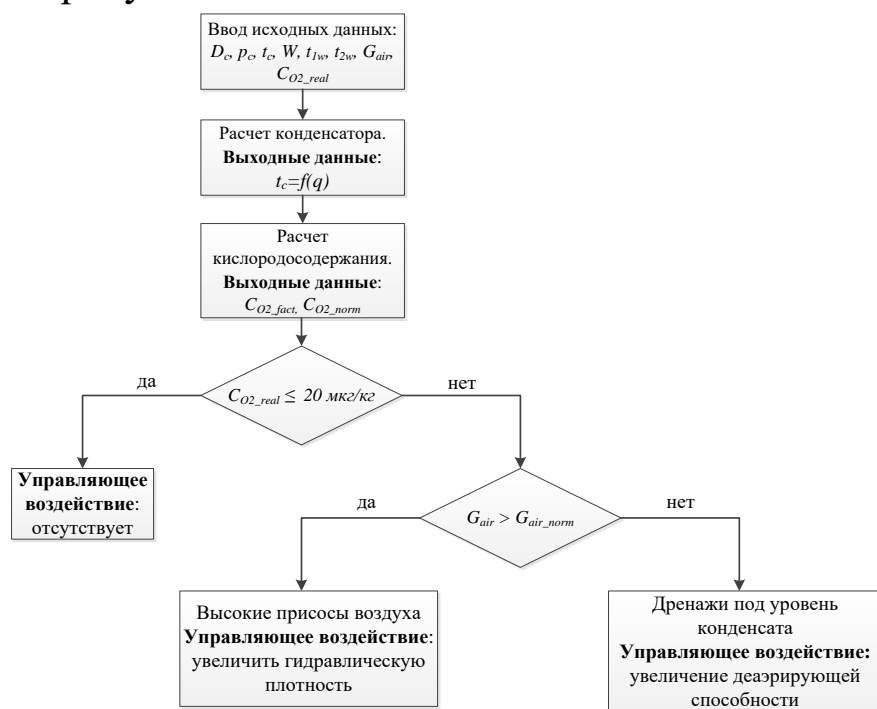 Ввод исходных данных:
D_c, p_c, t_c, W, t_1w, t_2w, G_air,
C_O2_real
Расчет конденсатора.
Выходные данные:
t_c=f(q)
Расчет
кислородосодержания.
Выходные данные:
C_O2_fact, C_O2_norm
да
C_O2_real ≤ 20 мкг/кг
нет
Управляющее
воздействие:
отсутствует
да
G_air > G_air_norm
нет
Высокие присосы воздуха
Управляющее воздействие:
увеличить гидравлическую
плотность
Дренажи под уровень
конденсата
Управляющее воздействие:
увеличение деаэрирующей
способности